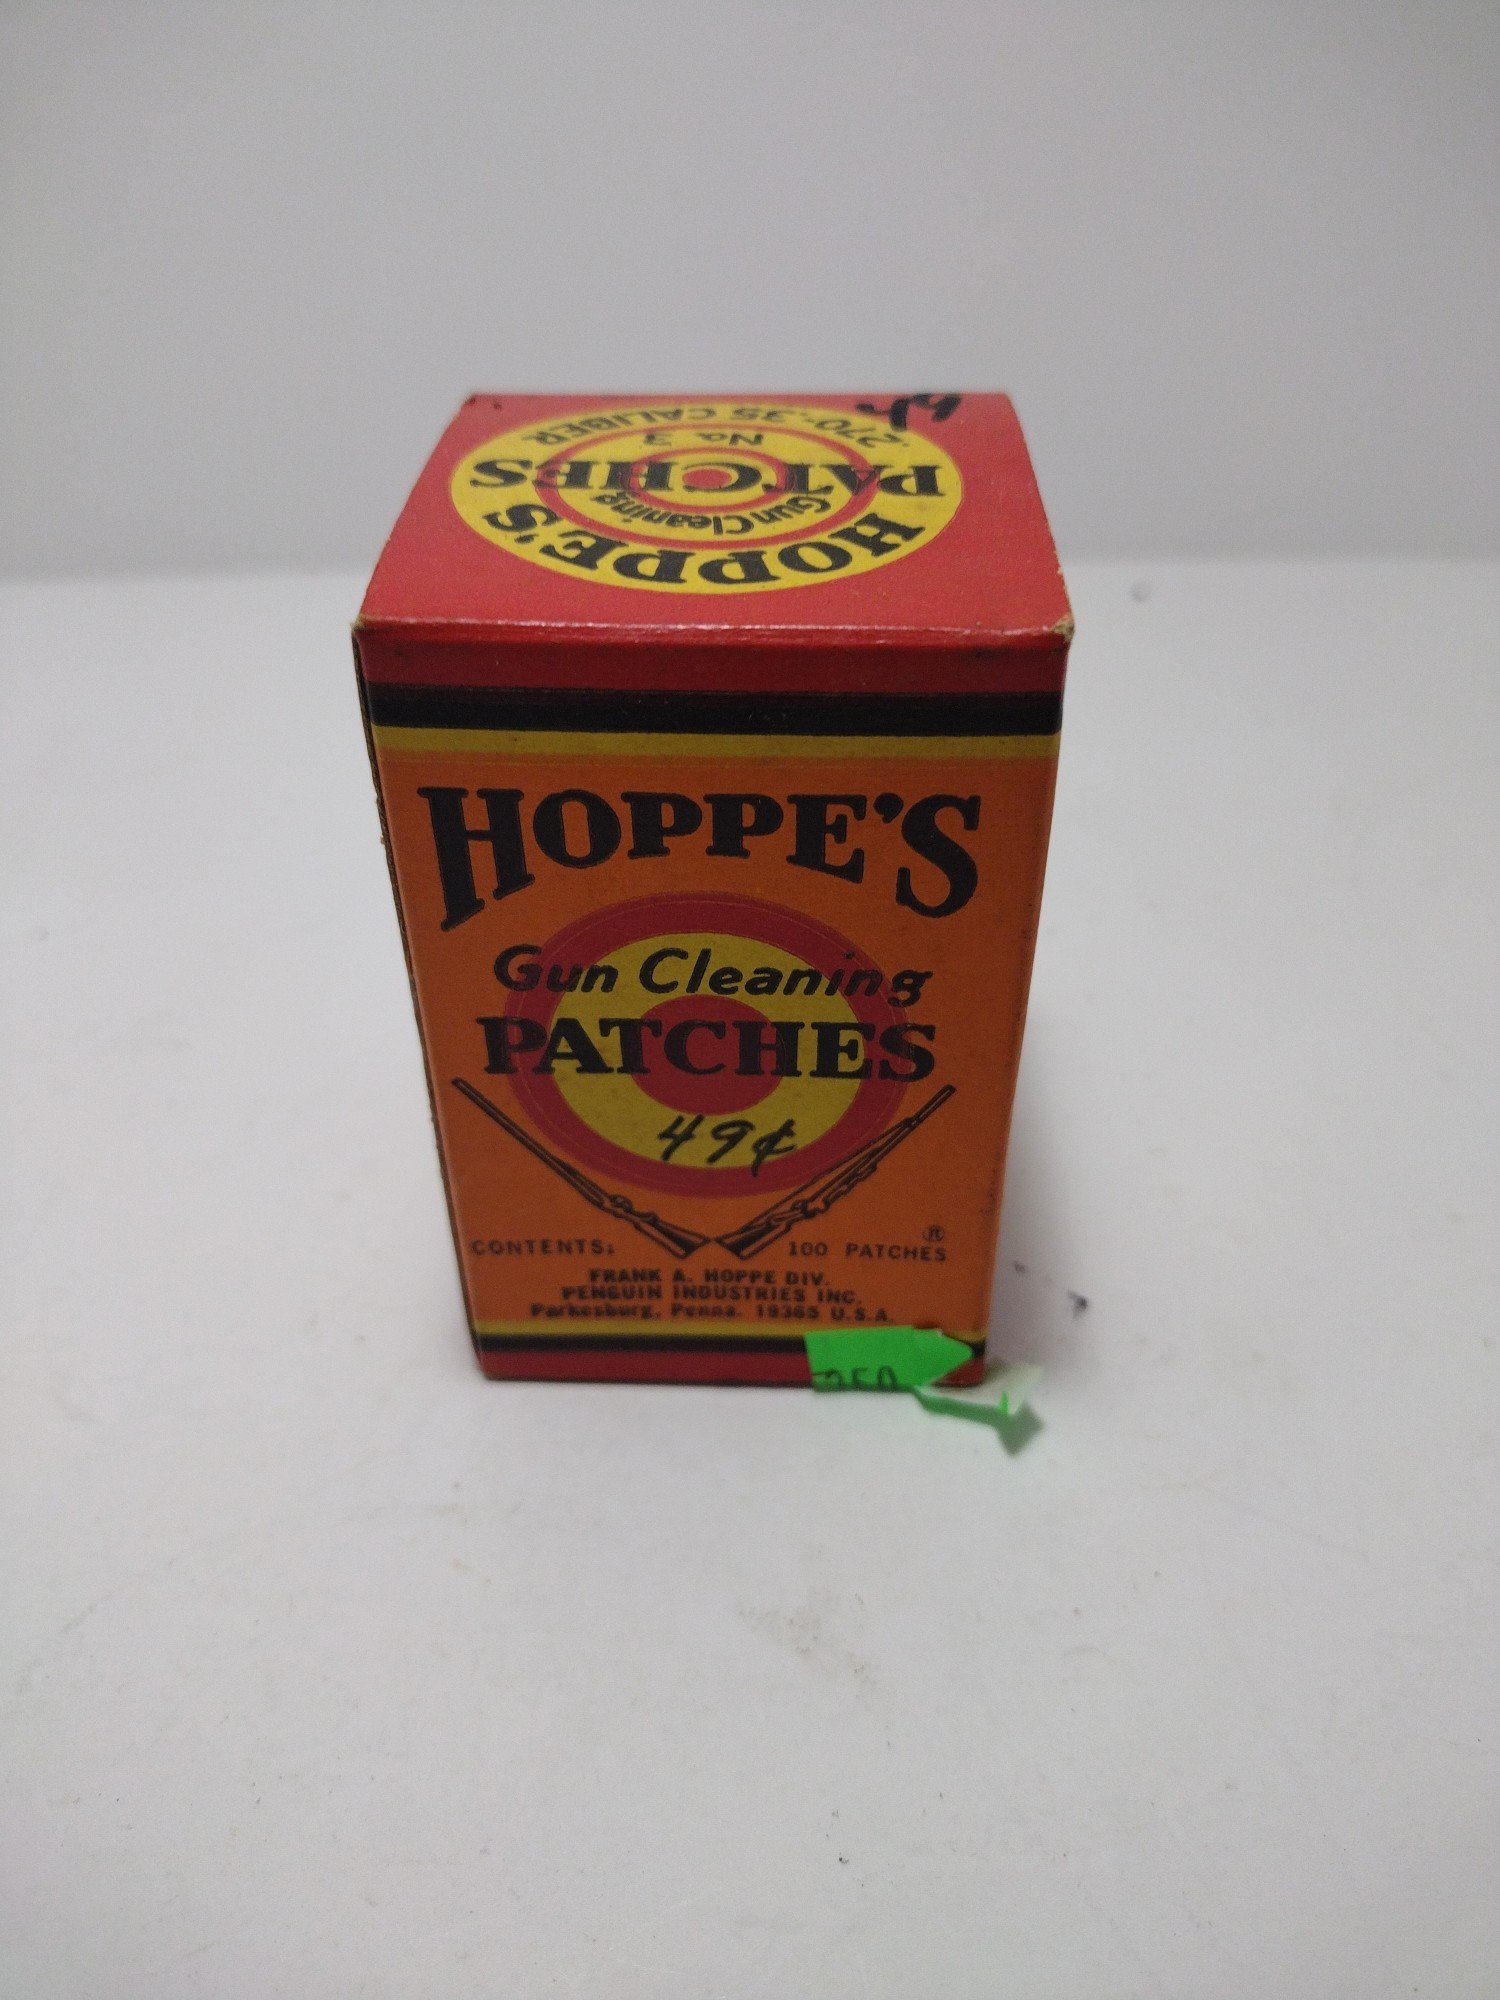 HOPPE'S
Gun Cleaning
PATCHES
No. 3
.270-.35 CALIBER
HOPPE'S
Gun Cleaning
PATCHES
49¢
®
CONTENTS: 100 PATCHES
FRANK A. HOPPE DIV.
PENGUIN INDUSTRIES INC.
Parkesburg, Penna. 19365 U.S.A.